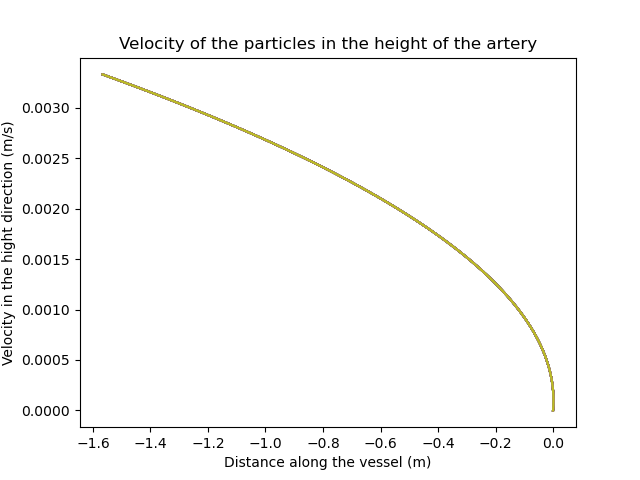 Velocity of the particles in the height of the artery
Velocity in the hight direction (m/s)
0.0030
0.0025
0.0020
0.0015
0.0010
0.0005
0.0000
−1.6 −1.4 −1.2 −1.0 −0.8 −0.6 −0.4 −0.2 0.0
Distance along the vessel (m)